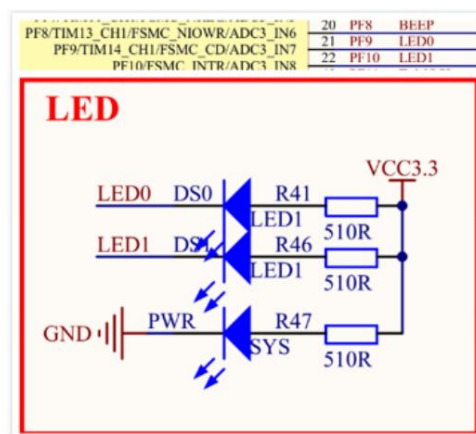 20 PF8 BEEP
PF8/TIM13_CH1/FSMC_NIOWR/ADC3_IN6
21 PF9 LED0
PF9/TIM14_CH1/FSMC_CD/ADC3_IN7
22 PF10 LED1
PF10/FSMC_INTR/ADC3_IN8
LED
VCC3.3
LED0 DS0 R41
LED1
510R
LED1 DS1 R46
LED1
510R
GND PWR R47
SYS
510R